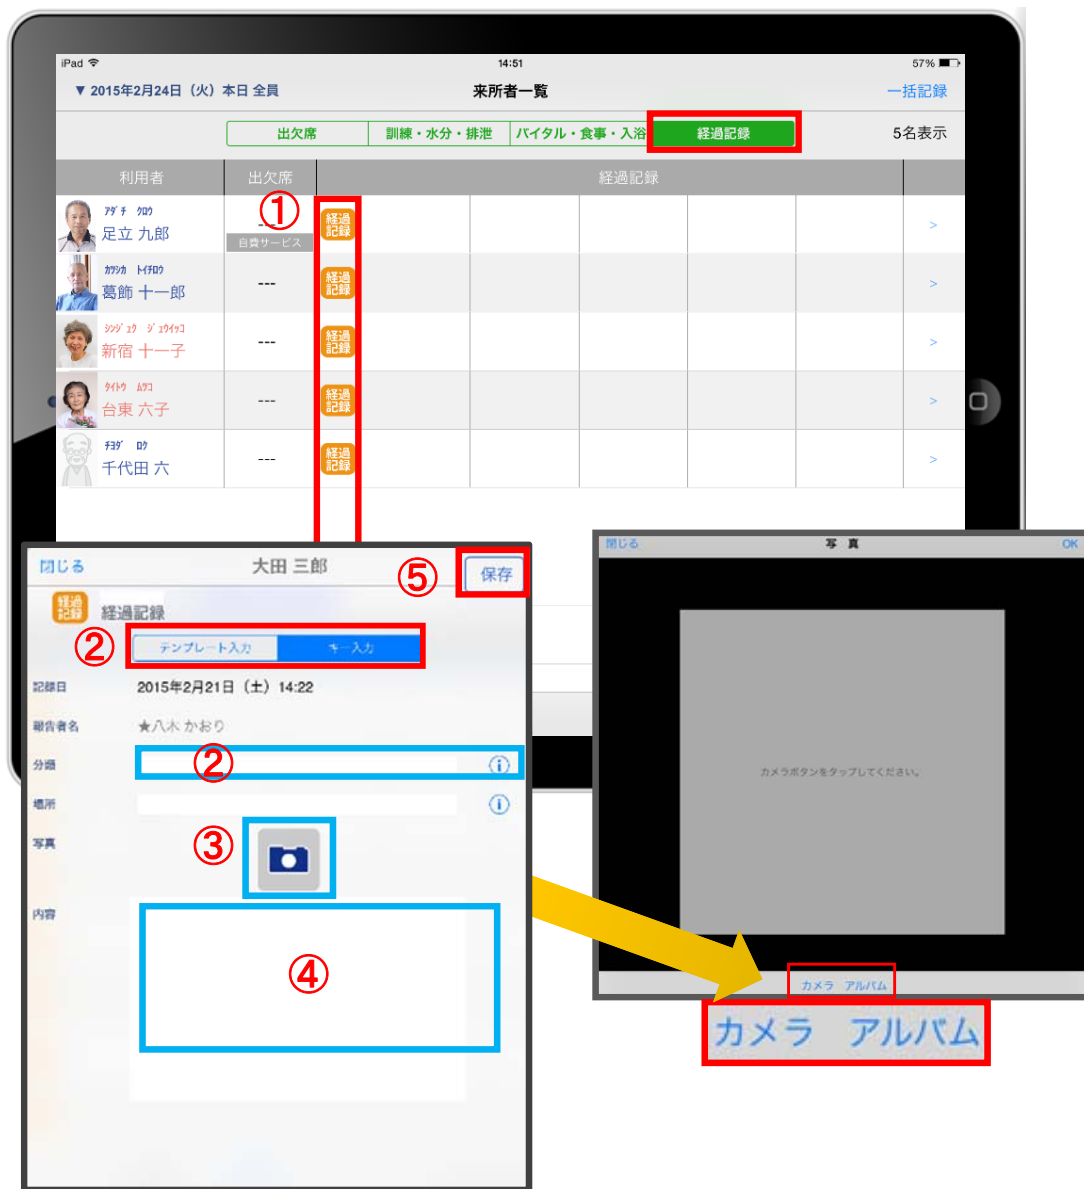 iPad 14:51 57%
▼ 2015年2月24日（火）本日 全員 来所者一覧 一括記録
出欠席 訓練・水分・排泄 バイタル・食事・入浴 経過記録 5名表示
利用者 出欠席 経過記録
①
ｱﾀﾞﾁ ｸﾛｳ
足立 九郎 --- 経過記録 >
自費サービス
ｶﾂｼｶ ﾄｲﾁﾛｳ
葛飾 十一郎 --- 経過記録 >
ｼﾝｼﾞｭｸ ｼﾞｭｳｲｯｺ
新宿 十一子 --- 経過記録 >
ﾀｲﾄｳ ﾑﾂｺ
台東 六子 --- 経過記録 >
ﾁﾖﾀﾞ ﾛｸ
千代田 六 --- 経過記録 >
閉じる 大田 三郎 ⑤ 保存
経過記録 経過記録
② テンプレート入力 キー入力
記録日 2015年2月21日（土）14:22
報告者名 ★八木 かおり
分類 ②
場所
写真 ③
内容
④
閉じる 写 真 OK
カメラボタンをタップしてください。
カメラ アルバム
カメラ アルバム